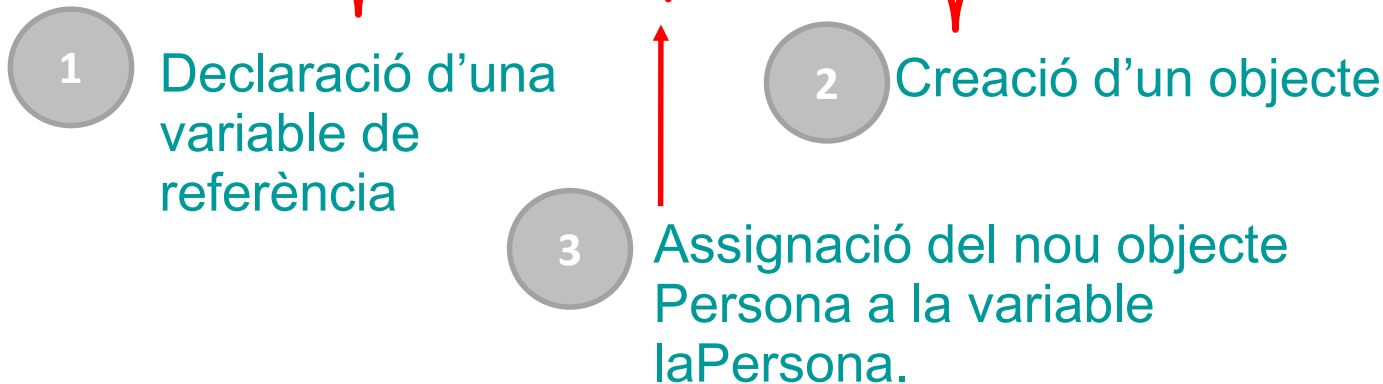 1
Declaració d’una
variable de
referència
2
Creació d’un objecte
3
Assignació del nou objecte
Persona a la variable
laPersona.